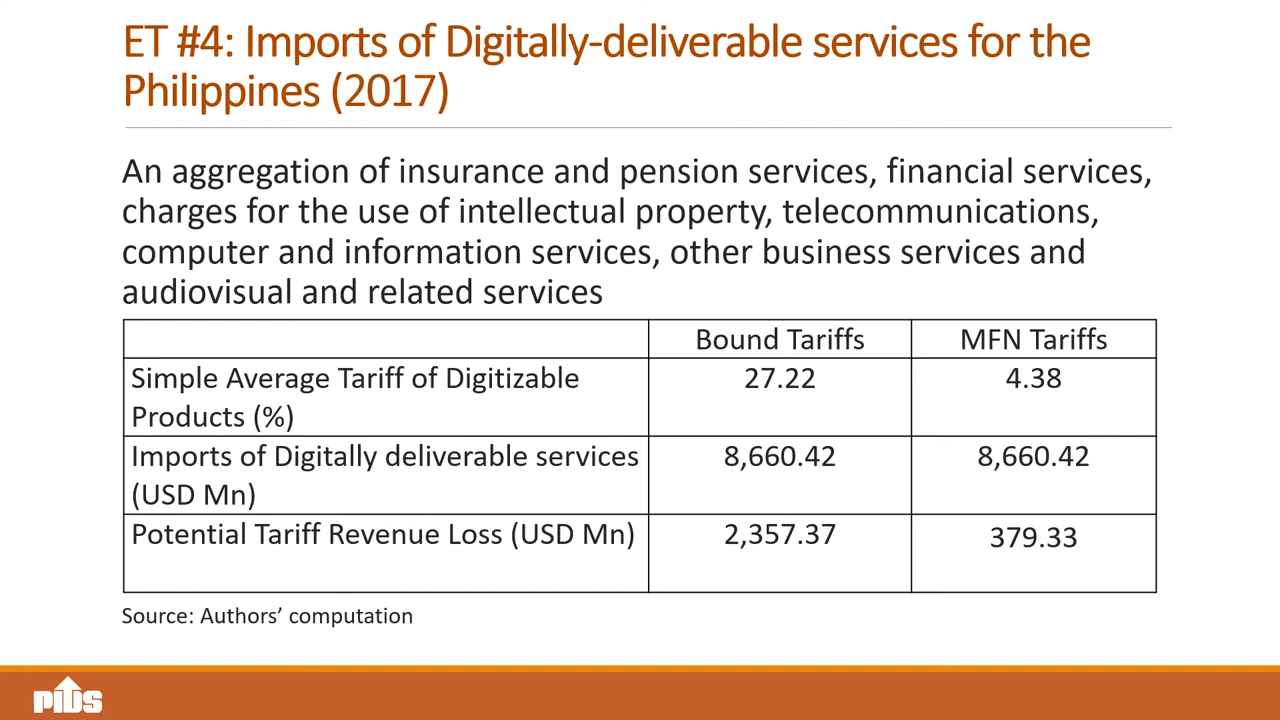 ET #4: Imports of Digitally-deliverable services for the
Philippines (2017)
An aggregation of insurance and pension services, financial services,
charges for the use of intellectual property, telecommunications,
computer and information services, other business services and
audiovisual and related services
Bound Tariffs MFN Tariffs
Simple Average Tariff of Digitizable 27.22 4.38
Products (%)
Imports of Digitally deliverable services 8,660.42 8,660.42
(USD Mn)
Potential Tariff Revenue Loss (USD Mn) 2,357.37 379.33
Source: Authors’ computation
PIDS